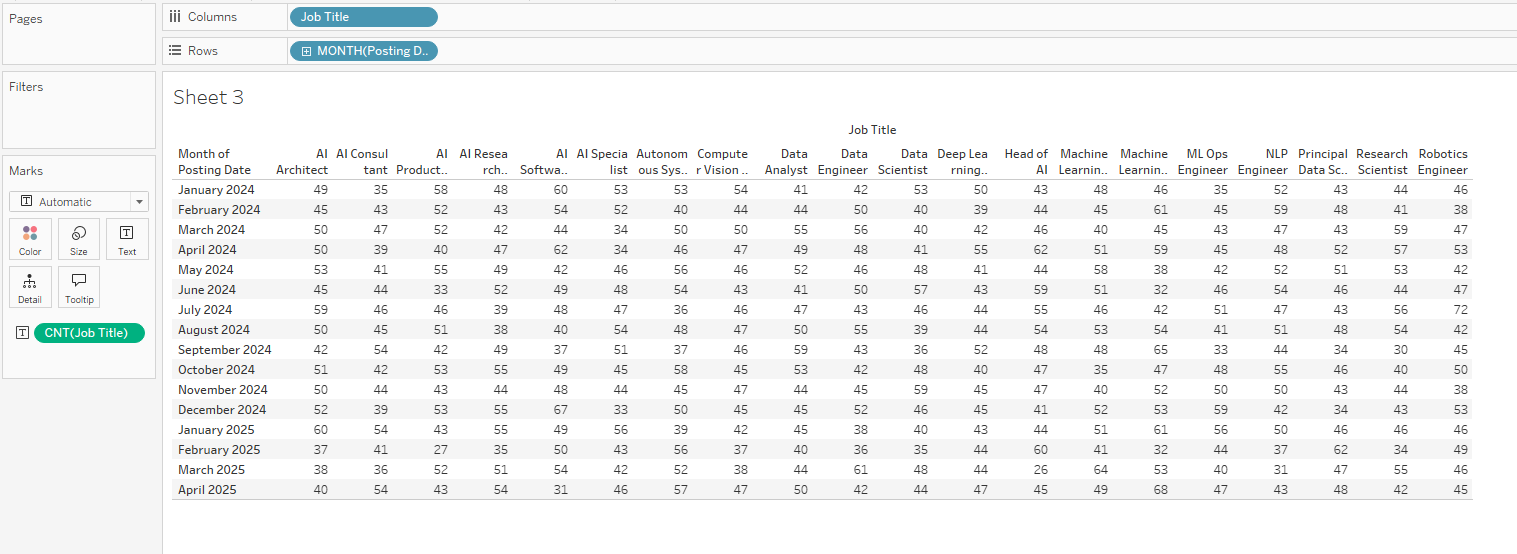 Pages
Columns
Job Title
Rows
MONTH(Posting D..
Filters
Sheet 3
Job Title
Marks
Month of Posting Date AI Architect AI Consul tant AI Product.. AI Resea rch.. AI Softwa.. AI Specia list Autonom ous Sys.. Compute r Vision .. Data Analyst Data Engineer Data Scientist Deep Lea rning.. Head of AI Machine Learnin.. Machine Learnin.. ML Ops Engineer NLP Engineer Principal Data Sc.. Research Scientist Robotics Engineer
Automatic
Color Size Text
Detail Tooltip
CNT(Job Title)
January 2024 49 35 58 48 60 53 53 54 41 42 53 50 43 48 46 35 52 43 44 46
February 2024 45 43 52 43 54 52 40 44 44 50 40 39 44 45 61 45 59 48 41 38
March 2024 50 47 52 42 44 34 50 50 55 56 40 42 46 40 45 43 47 43 59 47
April 2024 50 39 40 47 62 34 46 47 49 48 41 55 62 51 59 45 48 52 57 53
May 2024 53 41 55 49 42 46 56 46 52 46 48 41 44 58 38 42 52 51 53 42
June 2024 45 44 33 52 49 48 54 43 41 50 57 43 59 51 32 46 54 46 44 47
July 2024 59 46 46 39 48 47 36 46 47 43 46 44 55 46 42 51 47 43 56 72
August 2024 50 45 51 38 40 54 48 47 50 55 39 44 54 53 54 41 51 48 54 42
September 2024 42 54 42 49 37 51 37 46 59 43 36 52 48 48 65 33 44 34 30 45
October 2024 51 42 53 55 49 45 58 45 53 42 48 40 47 35 47 48 55 46 40 50
November 2024 50 44 43 44 48 44 45 47 44 45 59 45 47 40 52 50 50 43 44 38
December 2024 52 39 53 55 67 33 50 45 45 52 46 45 41 52 53 59 42 34 43 53
January 2025 60 54 43 55 49 56 39 42 45 38 40 43 44 51 61 56 50 46 46 46
February 2025 37 41 27 35 50 43 56 37 40 36 35 44 60 41 32 44 37 62 34 49
March 2025 38 36 52 51 54 42 52 38 44 61 48 44 26 64 53 40 31 47 55 46
April 2025 40 54 43 54 31 46 57 47 50 42 44 47 45 49 68 47 43 48 42 45